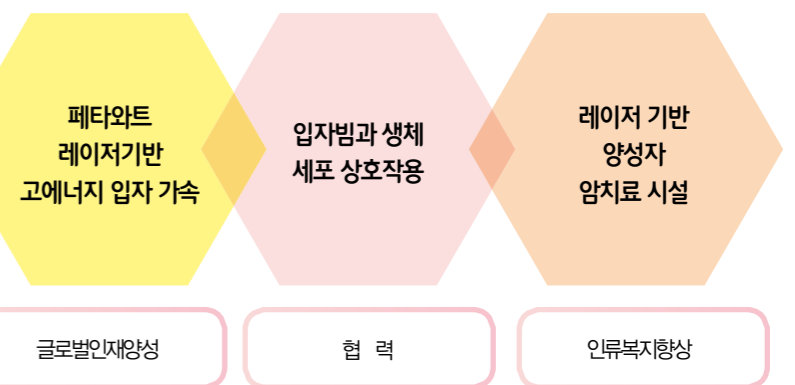 페타와트
레이저기반
고에너지 입자 가속
입자빔과 생체
세포 상호작용
레이저 기반
양성자
암치료 시설
글로벌인재양성
협 력
인류복지향상